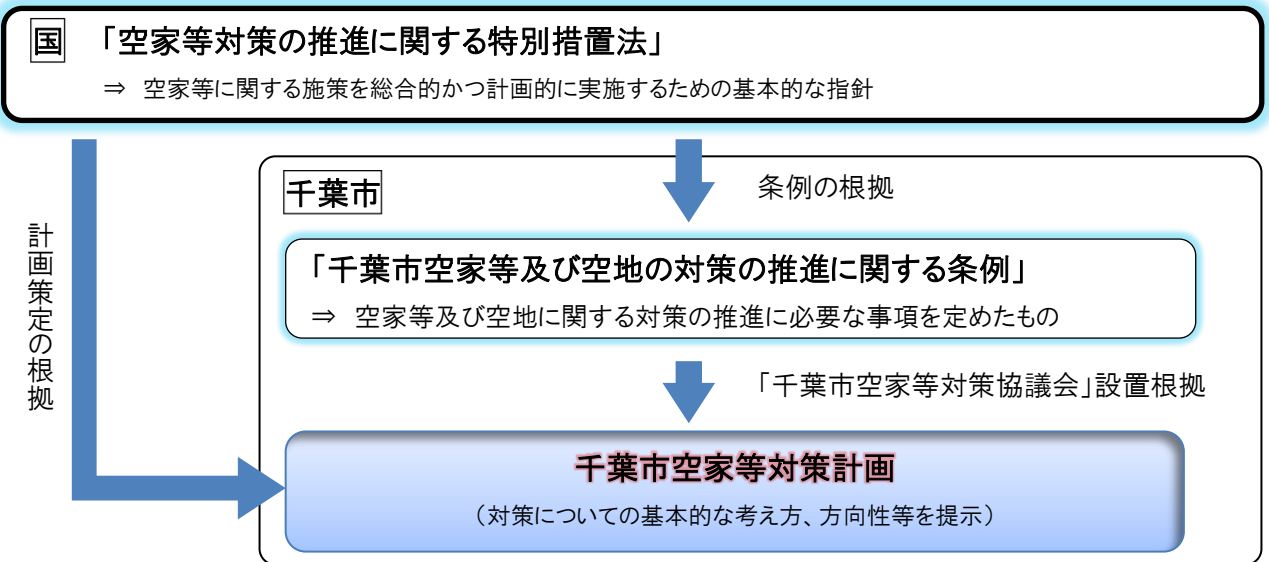 国 「空家等対策の推進に関する特別措置法」
⇒ 空家等に関する施策を総合的かつ計画的に実施するための基本的な指針
計画策定の根拠
千葉市
条例の根拠
「千葉市空家等及び空地の対策の推進に関する条例」
⇒ 空家等及び空地に関する対策の推進に必要な事項を定めたもの
「千葉市空家等対策協議会」設置根拠
千葉市空家等対策計画
（対策についての基本的な考え方、方向性等を提示）